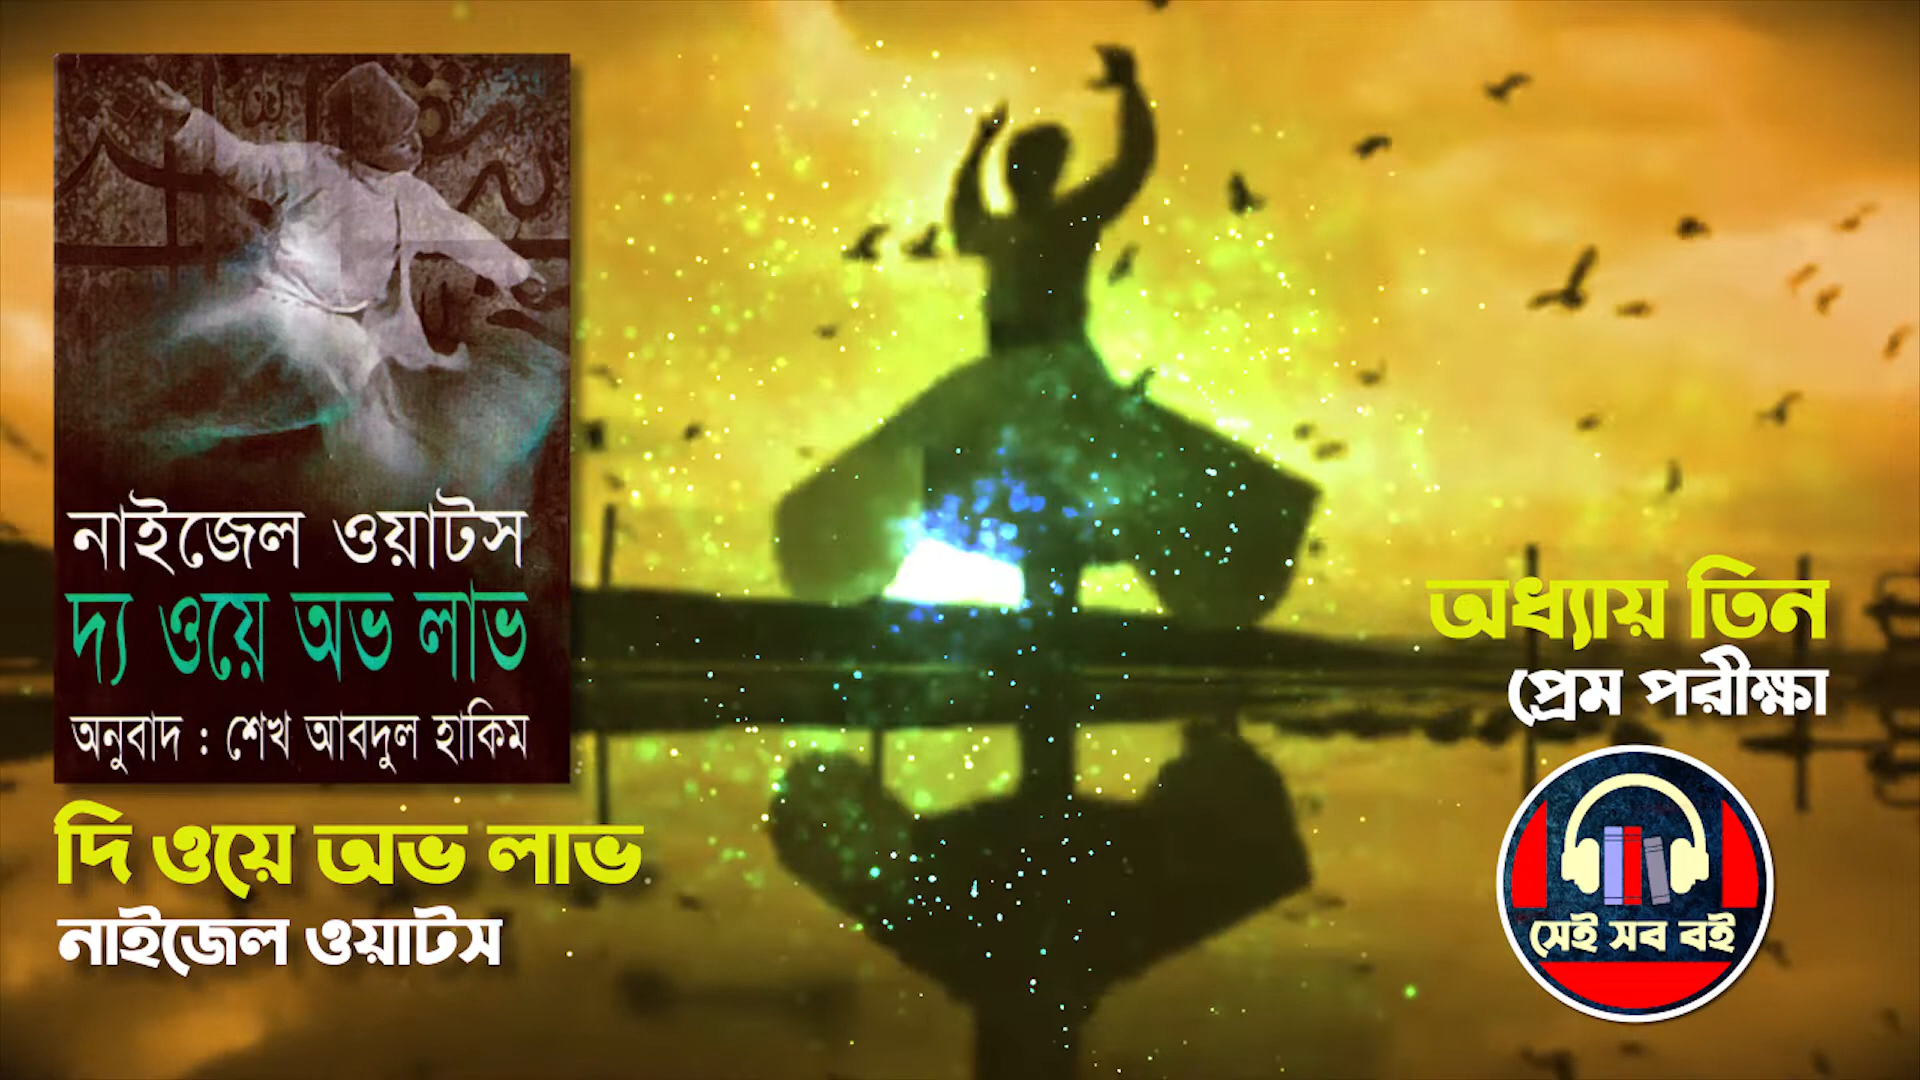 নাইজেল ওয়াটস
দ্য ওয়ে অভ লাভ
অনুবাদ : শেখ আবদুল হাকিম
দি ওয়ে অভ লাভ
নাইজেল ওয়াটস
অধ্যায় তিন
প্রেম পরীক্ষা
সেই সব বই